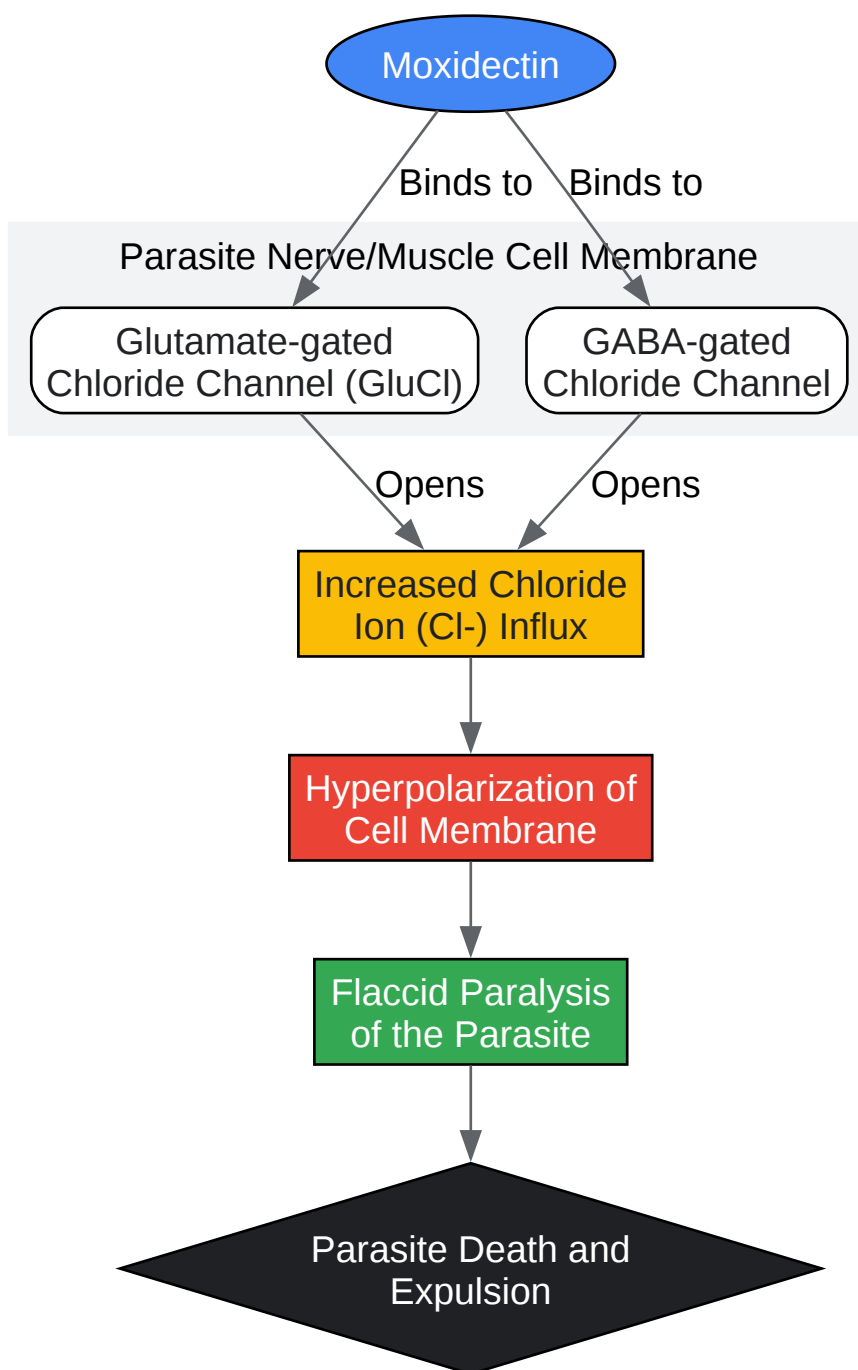 Moxidectin
Binds to
Binds to
Parasite Nerve/Muscle Cell Membrane
Glutamate-gated
Chloride Channel (GluCl)
GABA-gated
Chloride Channel
Opens
Opens
Increased Chloride
Ion (Cl-) Influx
Hyperpolarization of
Cell Membrane
Flaccid Paralysis
of the Parasite
Parasite Death and
Expulsion